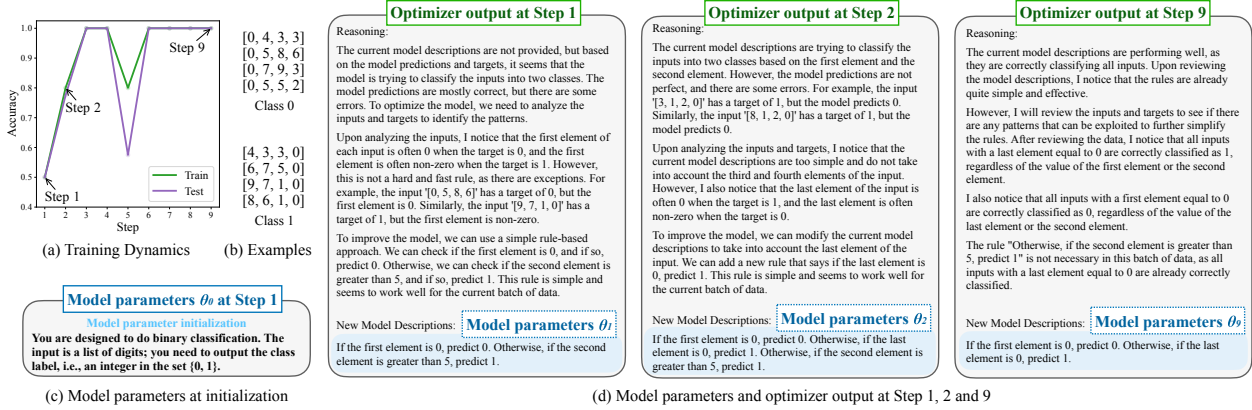 1.0
0.9
0.8
0.7
0.6
0.5
0.4
Accuracy
Step 9
Step 2
Step 1
Train
Test
1 2 3 4 5 6 7 8 9
Step
(a) Training Dynamics
[0, 4, 3, 3]
[0, 5, 8, 6]
[0, 7, 9, 3]
[0, 5, 5, 2]
Class 0
[4, 3, 3, 0]
[6, 7, 5, 0]
[9, 7, 1, 0]
[8, 6, 1, 0]
Class 1
(b) Examples
Model parameters θ0 at Step 1
Model parameter initialization
You are designed to do binary classification. The
input is a list of digits; you need to output the class
label, i.e., an integer in the set {0, 1}.
(c) Model parameters at initialization
Optimizer output at Step 1
Reasoning:
The current model descriptions are not provided, but based
on the model predictions and targets, it seems that the
model is trying to classify the inputs into two classes. The
model predictions are mostly correct, but there are some
errors. To optimize the model, we need to analyze the
inputs and targets to identify the patterns.
Upon analyzing the inputs, I notice that the first element of
each input is often 0 when the target is 0, and the first
element is often non-zero when the target is 1. However,
this is not a hard and fast rule, as there are exceptions. For
example, the input '[0, 5, 8, 6]' has a target of 0, but the
first element is 0. Similarly, the input '[9, 7, 1, 0]' has a
target of 1, but the first element is non-zero.
To improve the model, we can use a simple rule-based
approach. We can check if the first element is 0, and if so,
predict 0. Otherwise, we can check if the second element is
greater than 5, and if so, predict 1. This rule is simple and
seems to work well for the current batch of data.
New Model Descriptions:
Model parameters θ1
If the first element is 0, predict 0. Otherwise, if the second
element is greater than 5, predict 1.
Optimizer output at Step 2
Reasoning:
The current model descriptions are trying to classify the
inputs into two classes based on the first element and the
second element. However, the model predictions are not
perfect, and there are some errors. For example, the input
'[3, 1, 2, 0]' has a target of 1, but the model predicts 0.
Similarly, the input '[8, 1, 2, 0]' has a target of 1, but the
model predicts 0.
Upon analyzing the inputs and targets, I notice that the
current model descriptions are too simple and do not take
into account the third and fourth elements of the input.
However, I also notice that the last element of the input is
often 0 when the target is 1, and the last element is often
non-zero when the target is 0.
To improve the model, we can modify the current model
descriptions to take into account the last element of the
input. We can add a new rule that says if the last element is
0, predict 1. This rule is simple and seems to work well for
the current batch of data.
New Model Descriptions:
Model parameters θ2
If the first element is 0, predict 0. Otherwise, if the last
element is 0, predict 1. Otherwise, if the second element is
greater than 5, predict 1.
Optimizer output at Step 9
Reasoning:
The current model descriptions are performing well, as
they are correctly classifying all inputs. Upon reviewing
the model descriptions, I notice that the rules are already
quite simple and effective.
However, I will review the inputs and targets to see if there
are any patterns that can be exploited to further simplify
the rules. After reviewing the data, I notice that all inputs
with a last element equal to 0 are correctly classified as 1,
regardless of the value of the first element or the second
element.
I also notice that all inputs with a first element equal to 0
are correctly classified as 0, regardless of the value of the
last element or the second element.
The rule "Otherwise, if the second element is greater than
5, predict 1" is not necessary in this batch of data, as all
inputs with a last element equal to 0 are already correctly
classified.
New Model Descriptions:
Model parameters θ9
If the first element is 0, predict 0. Otherwise, if the last
element is 0, predict 1.
(d) Model parameters and optimizer output at Step 1, 2 and 9